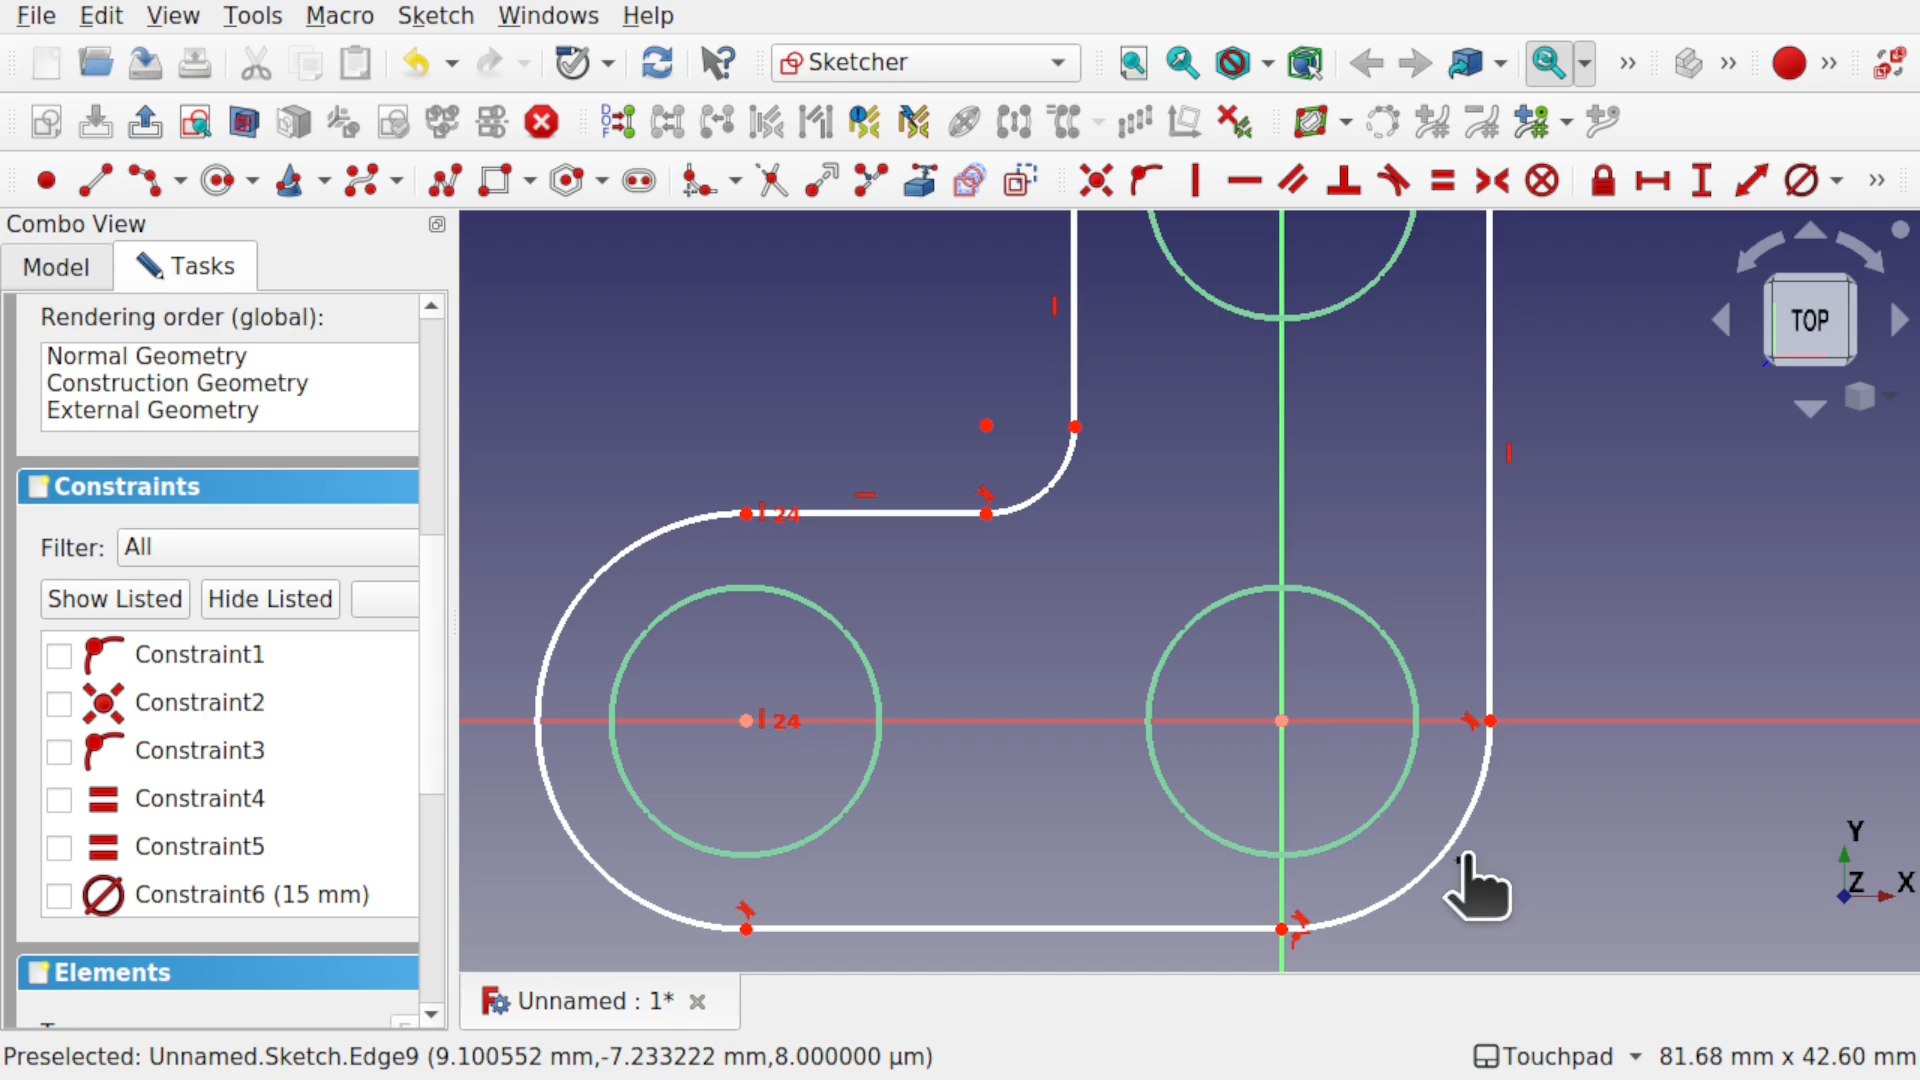 File Edit View Tools Macro Sketch Windows Help
Sketcher
Combo View
Model Tasks
Rendering order (global):
Normal Geometry
Construction Geometry
External Geometry
Constraints
Filter: All
Show Listed Hide Listed
Constraint1
Constraint2
Constraint3
Constraint4
Constraint5
Constraint6 (15 mm)
Elements
24
24
TOP
Y
Z X
Unnamed : 1*
Preselected: Unnamed.Sketch.Edge9 (9.100552 mm,-7.233222 mm,8.000000 µm)
Touchpad 81.68 mm x 42.60 mm